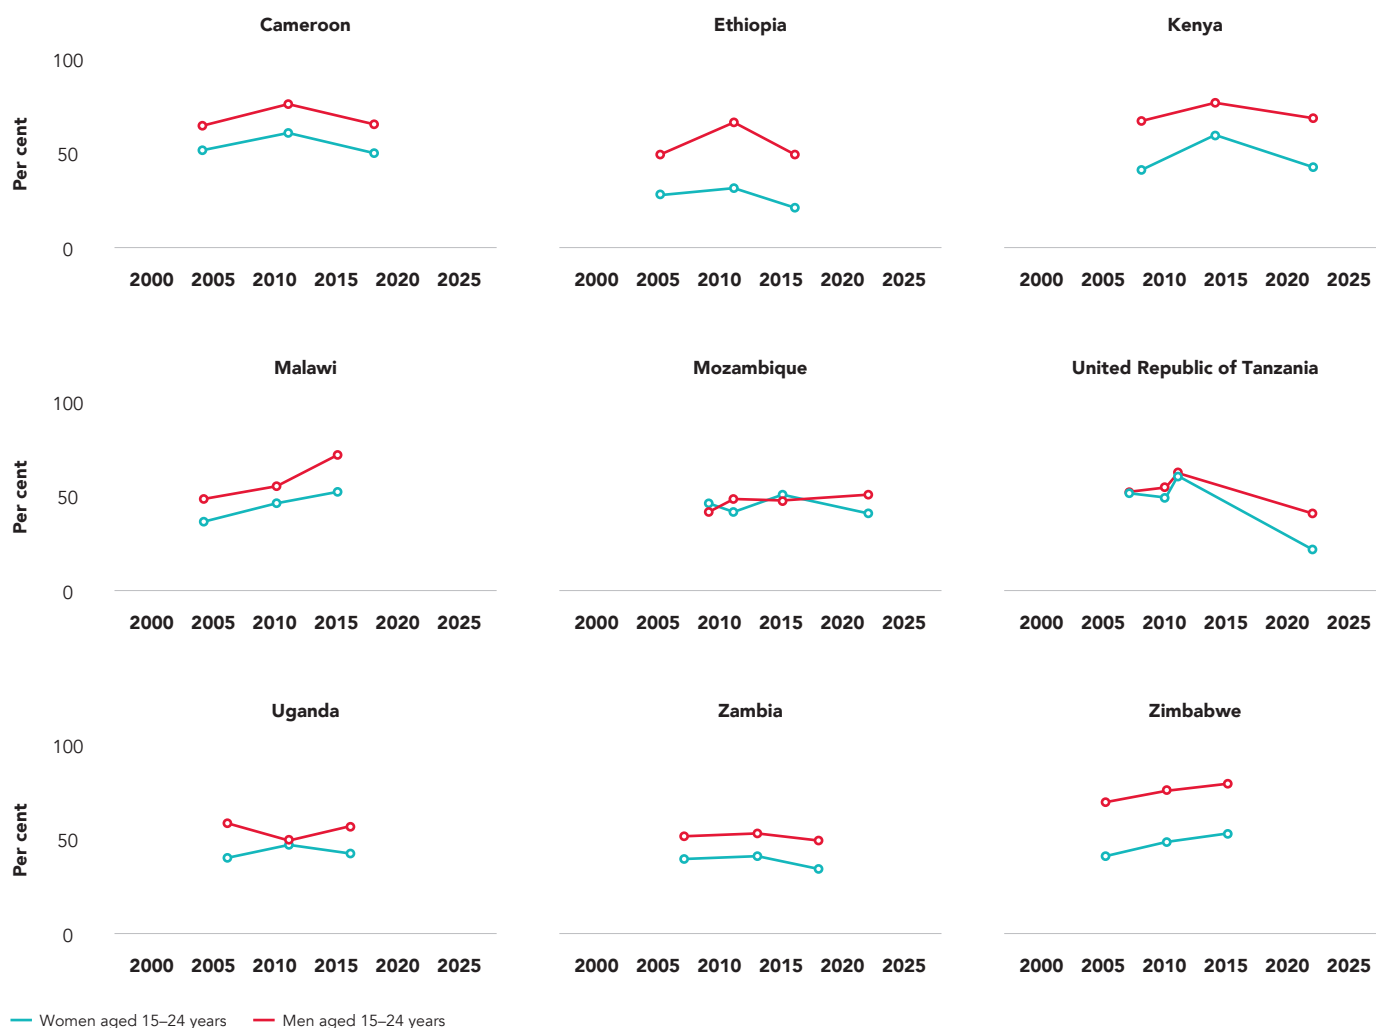 Cameroon Ethiopia Kenya
100
Per cent
50
0
2000 2005 2010 2015 2020 2025 2000 2005 2010 2015 2020 2025 2000 2005 2010 2015 2020 2025
Malawi Mozambique United Republic of Tanzania
100
Per cent
50
0
2000 2005 2010 2015 2020 2025 2000 2005 2010 2015 2020 2025 2000 2005 2010 2015 2020 2025
Uganda Zambia Zimbabwe
100
Per cent
50
0
2000 2005 2010 2015 2020 2025 2000 2005 2010 2015 2020 2025 2000 2005 2010 2015 2020 2025
Women aged 15–24 years Men aged 15–24 years